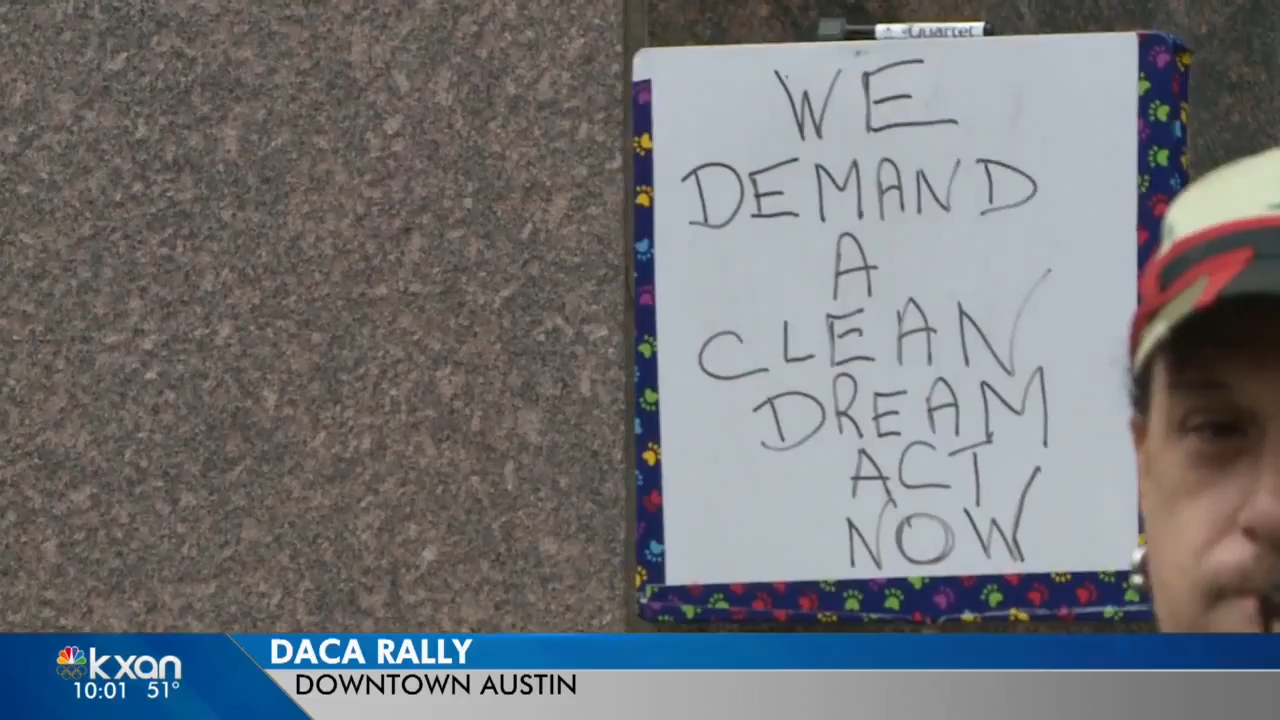 Quartet
WE
DEMAND
A
CLEAN
DREAM
ACT
NOW
kxan
DACA RALLY
10:01 51°
DOWNTOWN AUSTIN